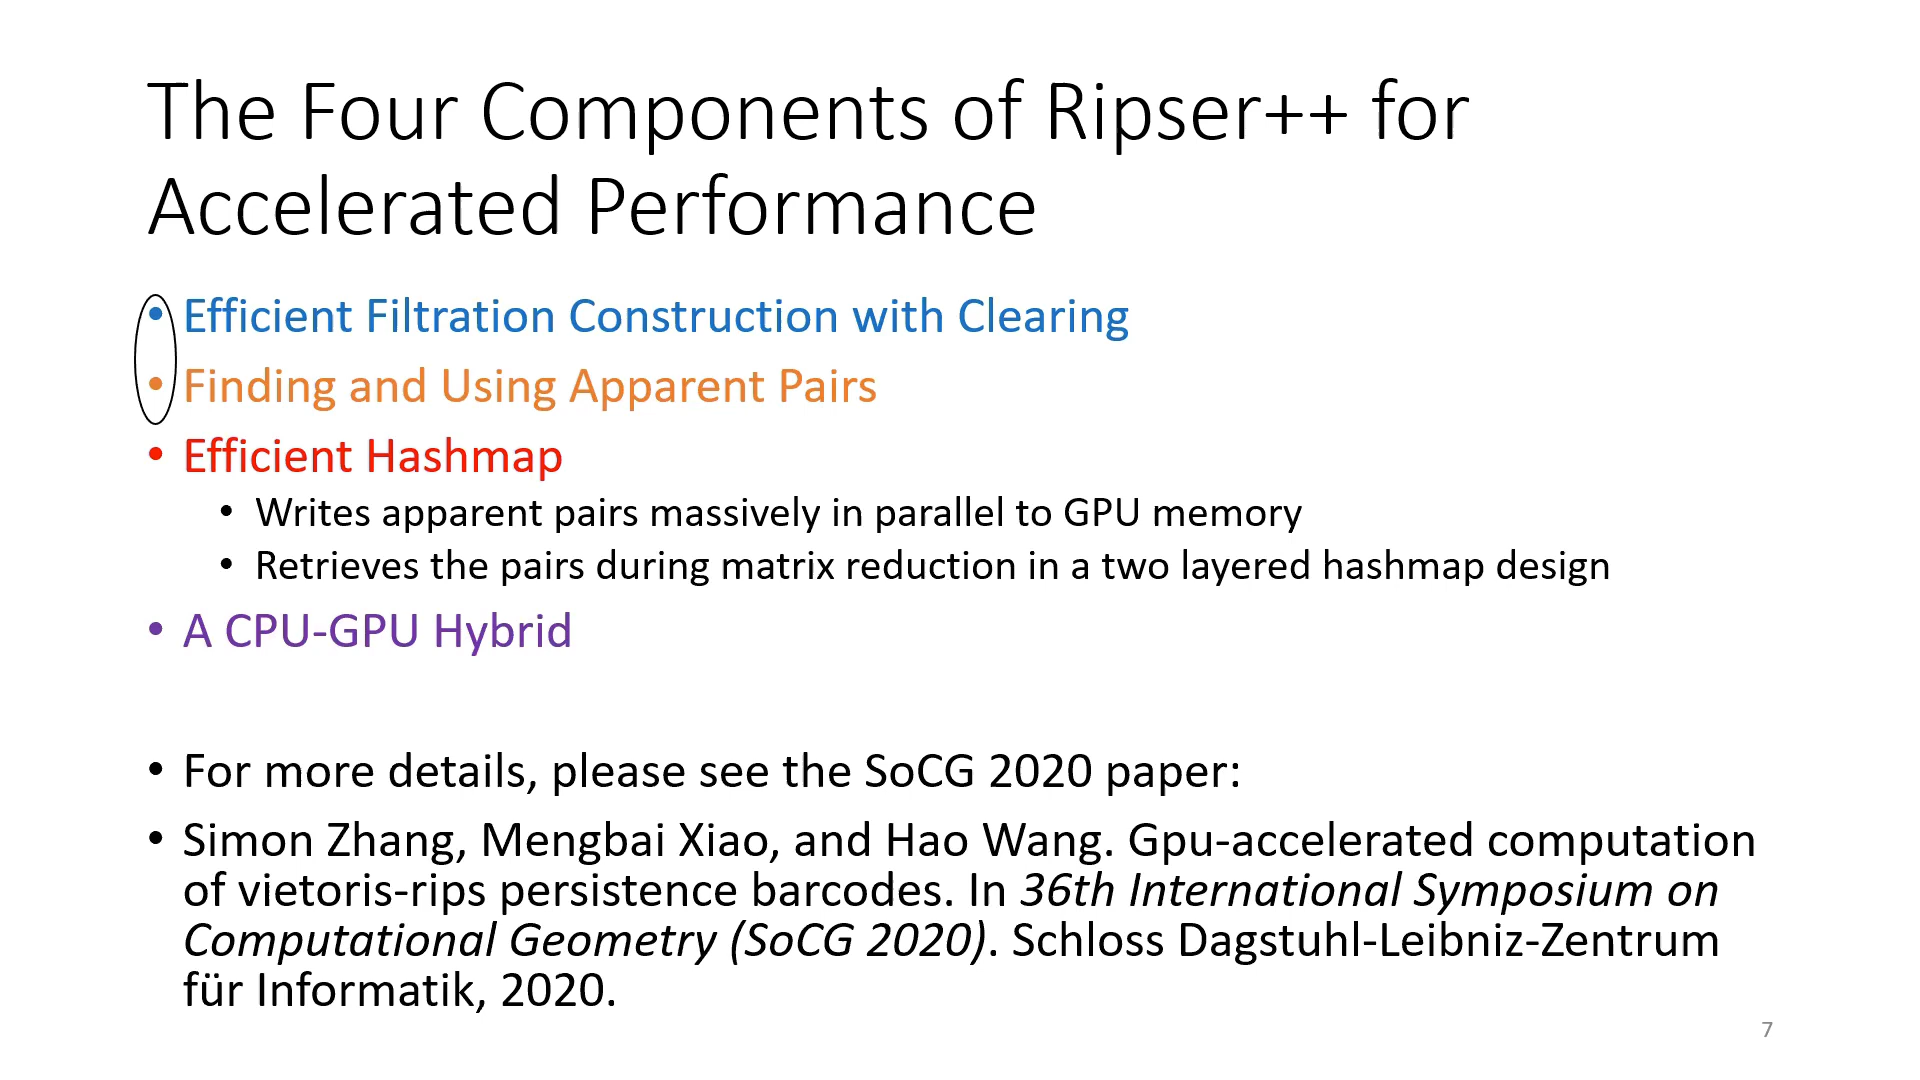 The Four Components of Ripser++ for
Accelerated Performance
• Efficient Filtration Construction with Clearing
• Finding and Using Apparent Pairs
• Efficient Hashmap
• Writes apparent pairs massively in parallel to GPU memory
• Retrieves the pairs during matrix reduction in a two layered hashmap design
• A CPU-GPU Hybrid
• For more details, please see the SoCG 2020 paper:
• Simon Zhang, Mengbai Xiao, and Hao Wang. Gpu-accelerated computation
of vietoris-rips persistence barcodes. In 36th International Symposium on
Computational Geometry (SoCG 2020). Schloss Dagstuhl-Leibniz-Zentrum
für Informatik, 2020.
7